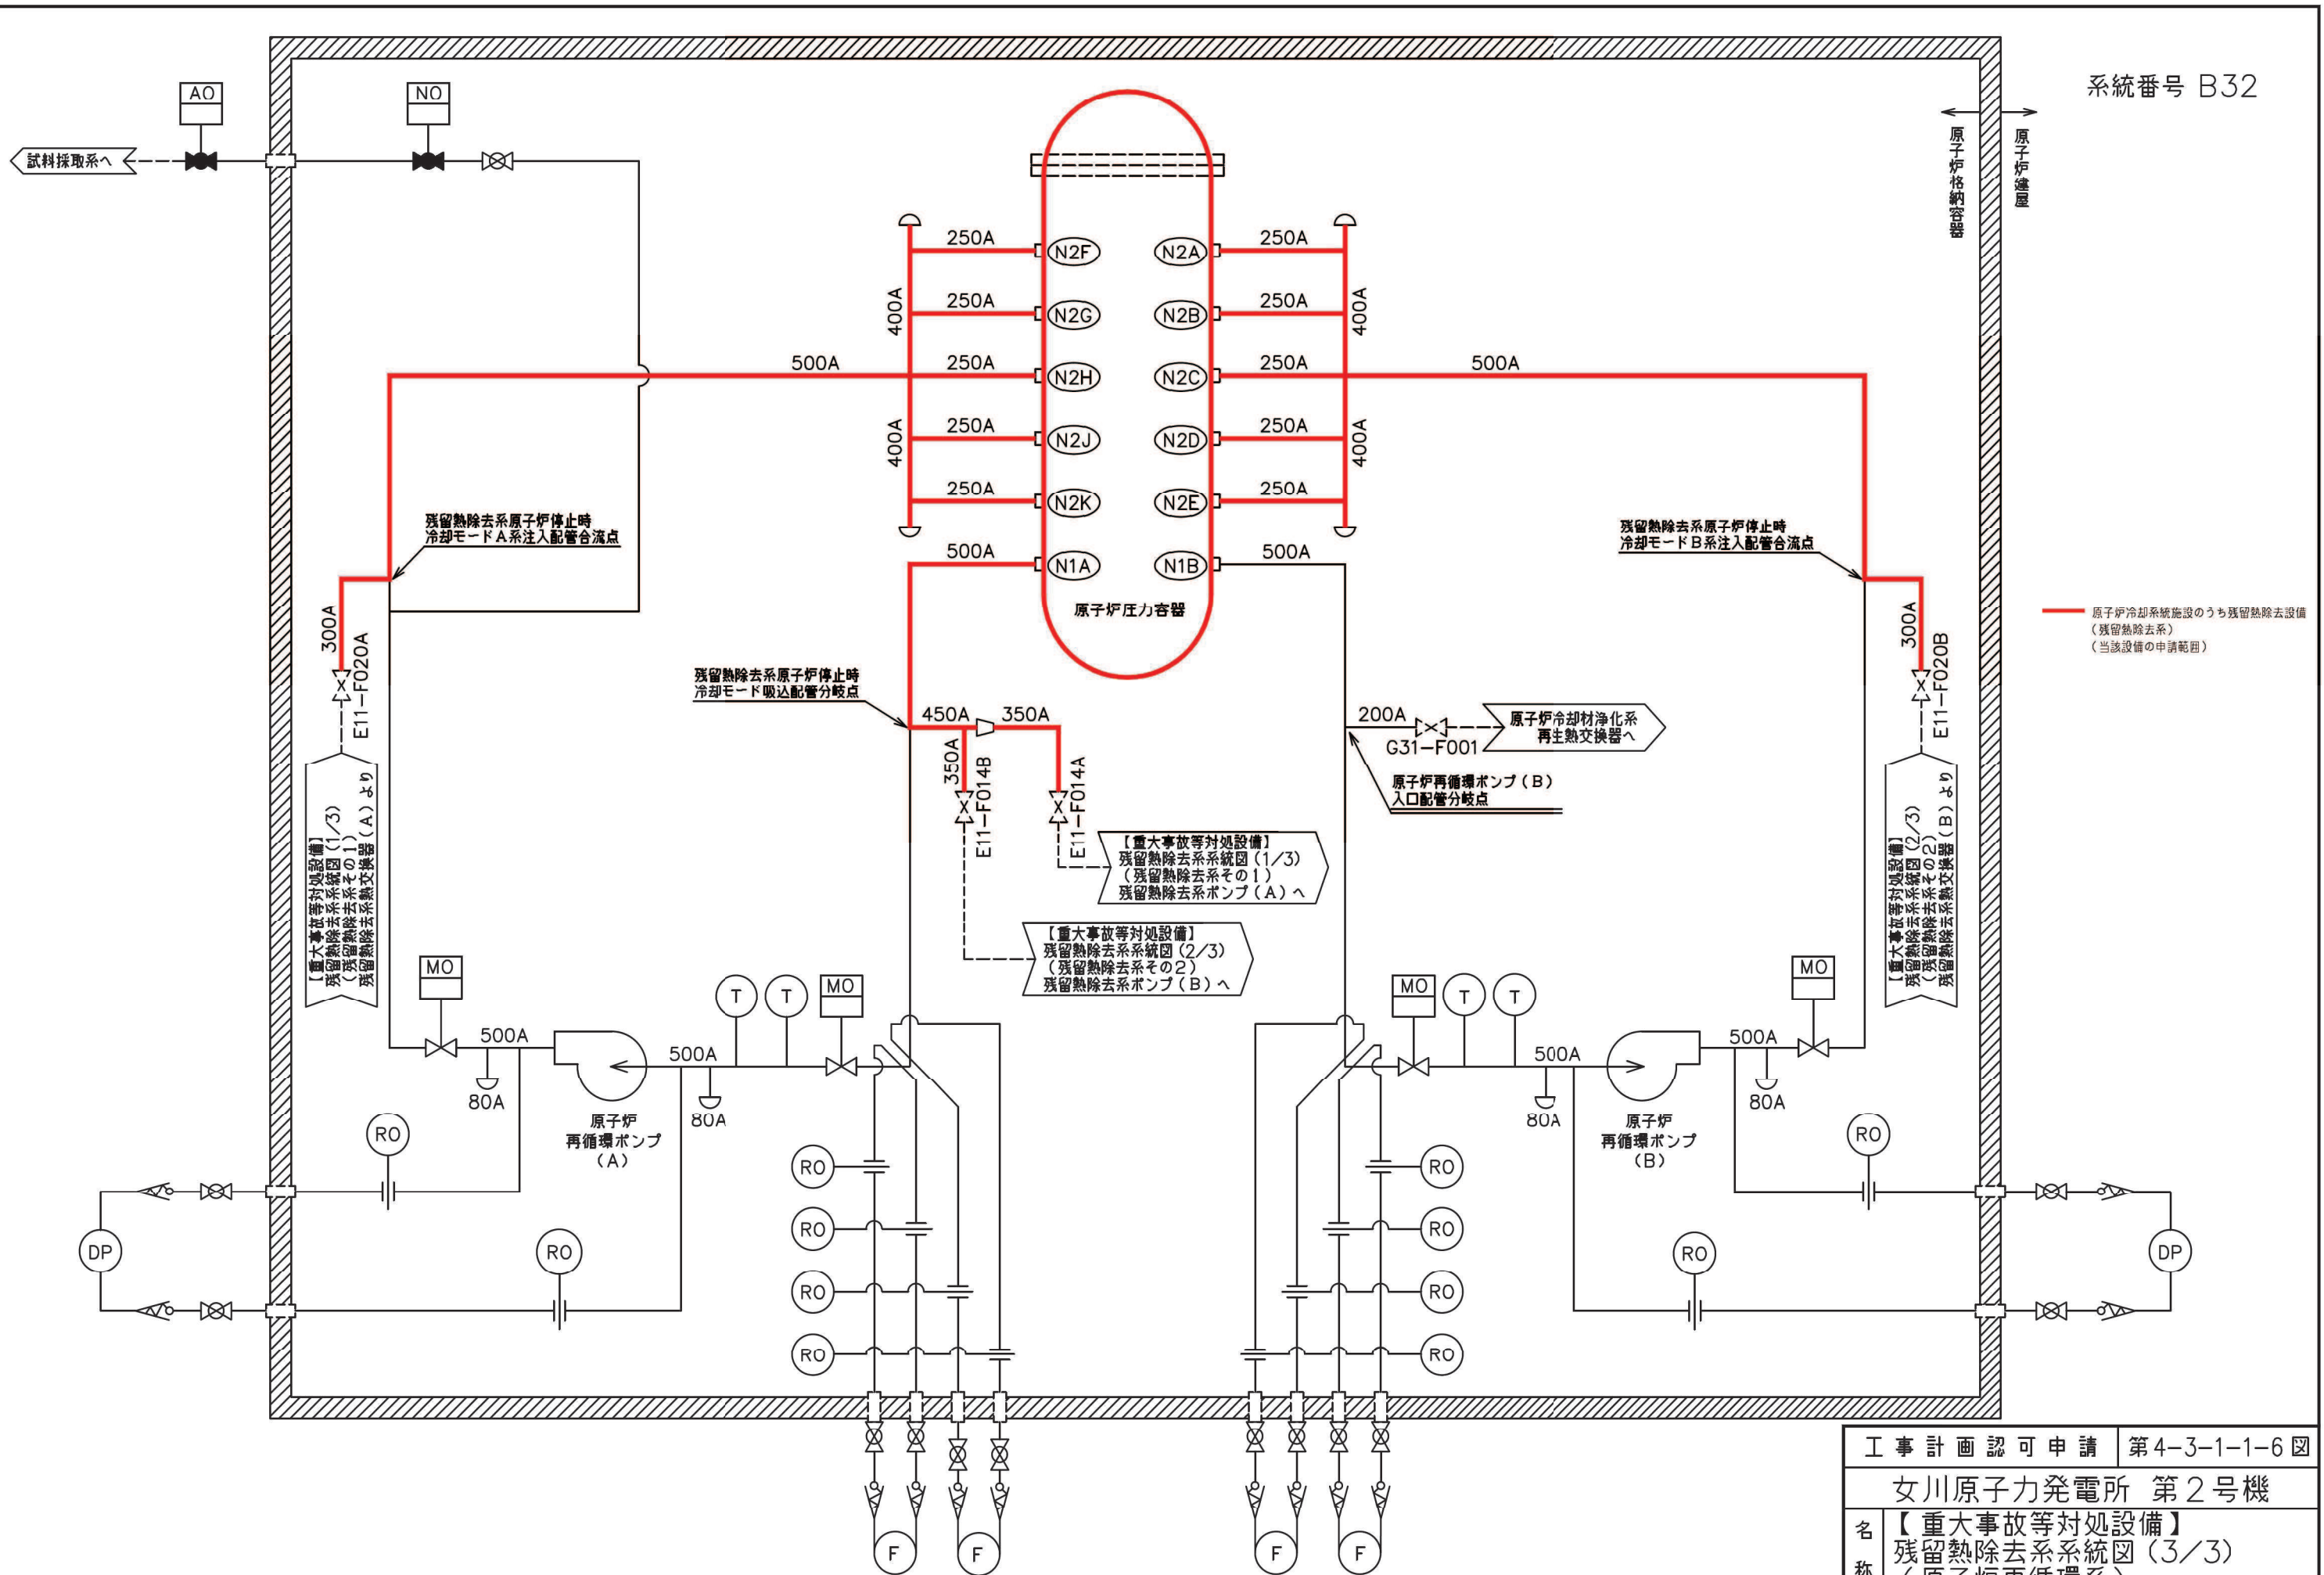 系統番号 B32
AO
NO
試料採取系へ
原子炉格納容器
原子炉建屋
250A
N2F
N2A
250A
400A
250A
N2G
N2B
250A
400A
500A
250A
N2H
N2C
250A
500A
400A
250A
N2J
N2D
250A
400A
250A
N2K
N2E
250A
500A
N1A
N1B
500A
原子炉圧力容器
残留熱除去系原子炉停止時
冷却モードA系注入配管合流点
残留熱除去系原子炉停止時
冷却モードB系注入配管合流点
原子炉冷却系統施設のうち残留熱除去設備
(残留熱除去系)
(当該設備の申請範囲)
300A
E11-F020A
300A
E11-F020B
残留熱除去系原子炉停止時
冷却モード吸込配管分岐点
450A
350A
350A
E11-F014B
E11-F014A
200A
G31-F001
原子炉冷却材浄化系
再生熱交換器へ
原子炉再循環ポンプ(B)
入口配管分岐点
【重大事故等対処設備】
残留熱除去系系統図(1/3)
(残留熱除去系その1)
残留熱除去系熱交換器(A)より
【重大事故等対処設備】
残留熱除去系系統図(1/3)
(残留熱除去系その1)
残留熱除去系ポンプ(A)へ
【重大事故等対処設備】
残留熱除去系系統図(2/3)
(残留熱除去系その2)
残留熱除去系ポンプ(B)へ
【重大事故等対処設備】
残留熱除去系系統図(2/3)
(残留熱除去系その2)
残留熱除去系熱交換器(B)より
MO
500A
80A
原子炉
再循環ポンプ
(A)
500A
80A
T
T
MO
MO
T
T
500A
80A
原子炉
再循環ポンプ
(B)
500A
80A
MO
RO
RO
DP
RO
RO
RO
RO
RO
RO
RO
RO
RO
RO
DP
F
F
F
F
工事計画認可申請
第4-3-1-1-6図
女川原子力発電所 第2号機
名称
【重大事故等対処設備】
残留熱除去系系統図(3/3)
(原子炉再循環系)